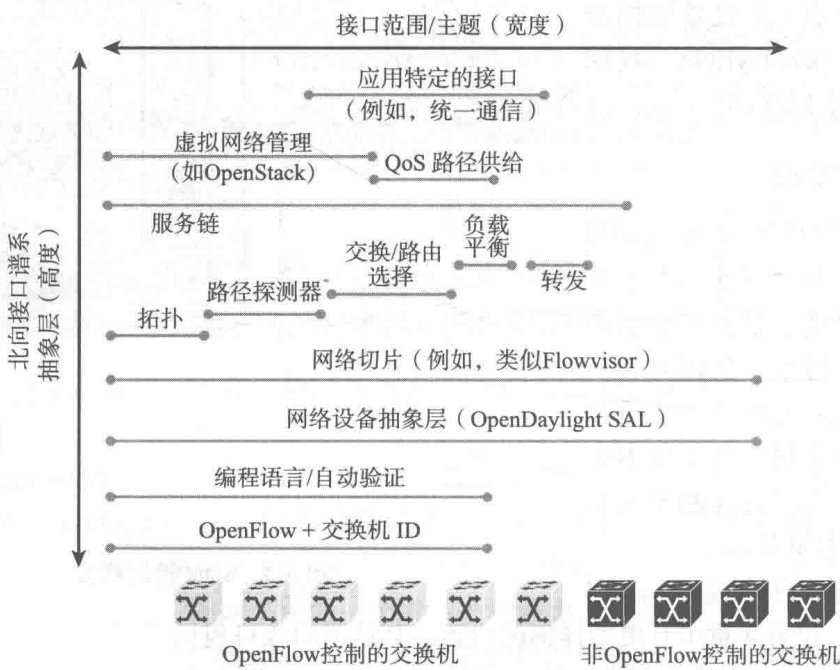 接口范围/主题（宽度）
应用特定的接口
（例如，统一通信）
虚拟网络管理
（如OpenStack）
QoS 路径供给
服务链
负载
平衡
交换/路由
选择
转发
路径探测器
拓扑
网络切片（例如，类似Flowvisor）
网络设备抽象层（OpenDaylight SAL）
编程语言/自动验证
OpenFlow + 交换机 ID
北向接口谱系
抽象层（高度）
OpenFlow控制的交换机
非OpenFlow控制的交换机